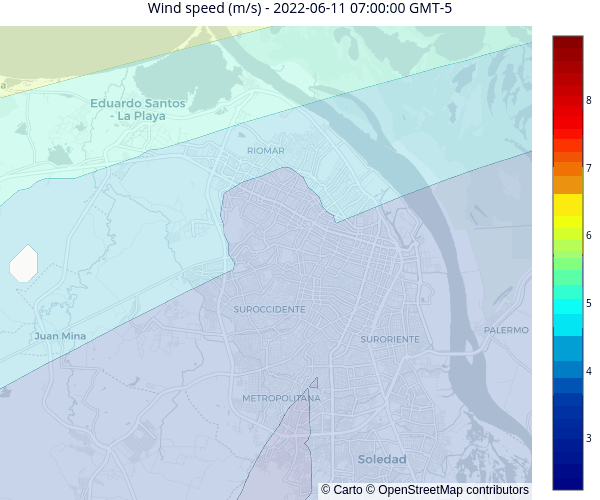 Wind speed (m/s) - 2022-06-11 07:00:00 GMT-5
a
Eduardo Santos
- La Playa
RIOMAR
SUROCCIDENTE
Juan Mina
SURORIENTE
PALERMO
METROPOLITANA
Soledad
© Carto © OpenStreetMap contributors
8
7
6
5
4
3